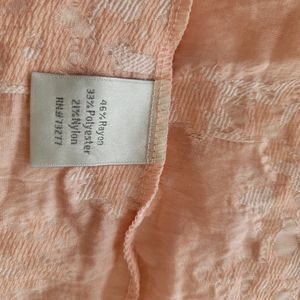 46% Rayon
33% Polyester
21% Nylon
RN# 73277